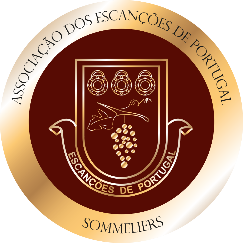 ASSOCIAÇÃO DOS ESCANÇÕES DE PORTUGAL
ESCANÇÕES DE PORTUGAL
SOMMELIERS